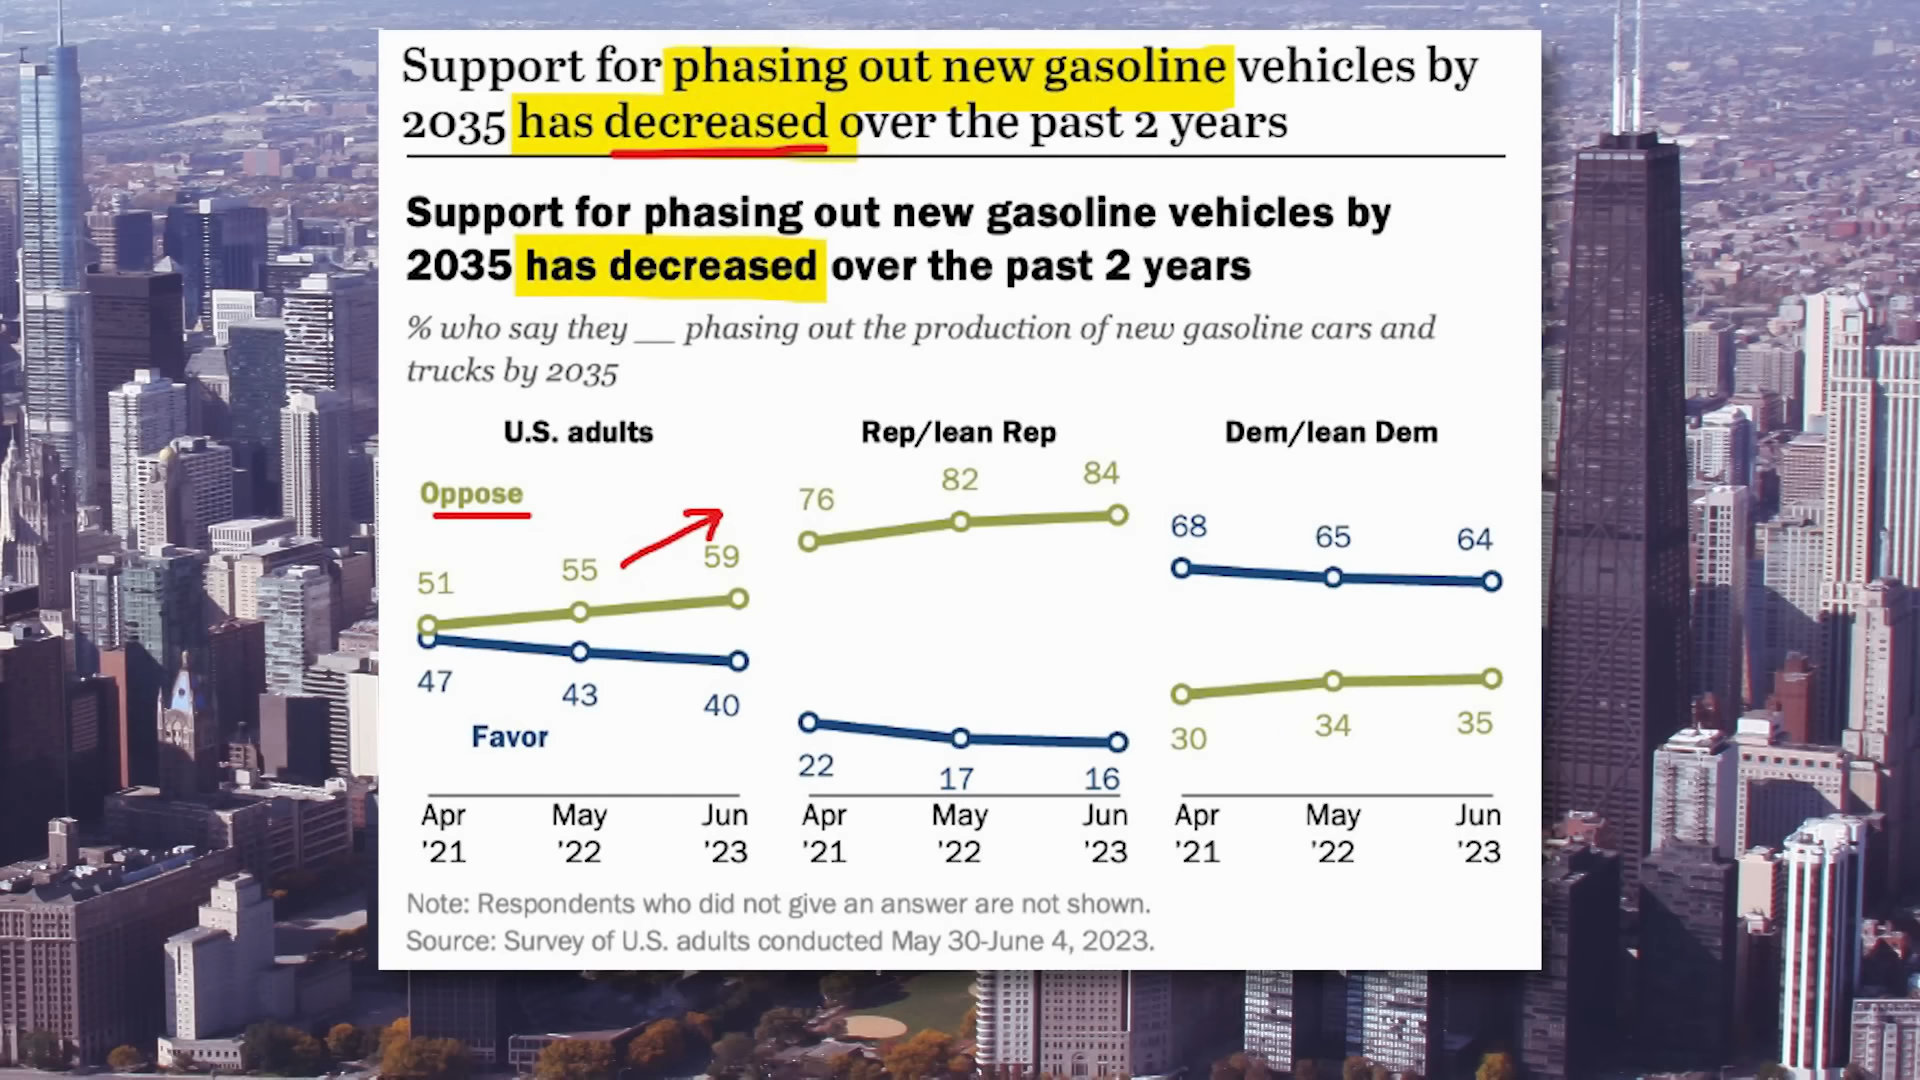 Support for phasing out new gasoline vehicles by
2035 has decreased over the past 2 years
Support for phasing out new gasoline vehicles by
2035 has decreased over the past 2 years
% who say they __ phasing out the production of new gasoline cars and
trucks by 2035
U.S. adults
Oppose
51 55 59
47 43 40
Favor
Apr May Jun
'21 '22 '23
Rep/lean Rep
76 82 84
22 17 16
Apr May Jun
'21 '22 '23
Dem/lean Dem
68 65 64
30 34 35
Apr May Jun
'21 '22 '23
Note: Respondents who did not give an answer are not shown.
Source: Survey of U.S. adults conducted May 30-June 4, 2023.